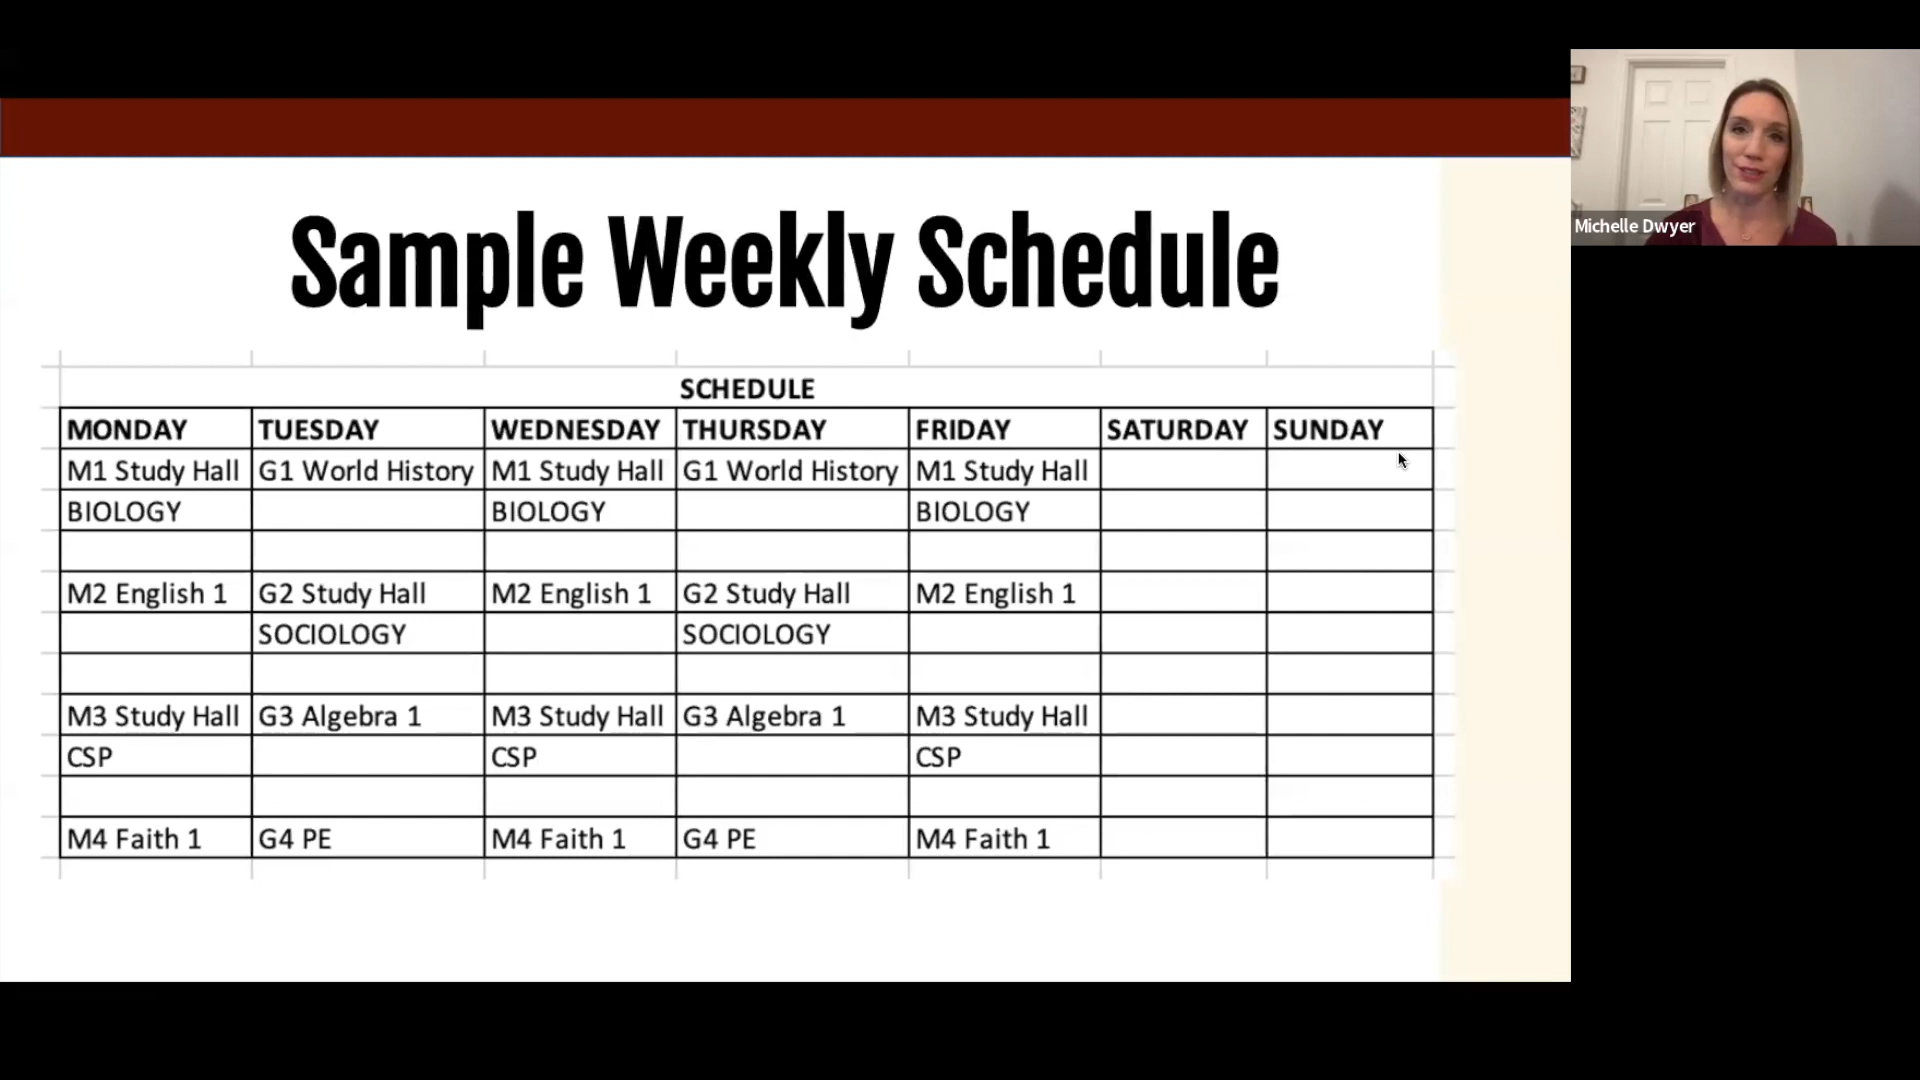 Sample Weekly Schedule
SCHEDULE
MONDAY TUESDAY WEDNESDAY THURSDAY FRIDAY SATURDAY SUNDAY
M1 Study Hall G1 World History M1 Study Hall G1 World History M1 Study Hall
BIOLOGY BIOLOGY BIOLOGY
M2 English 1 G2 Study Hall M2 English 1 G2 Study Hall M2 English 1
SOCIOLOGY SOCIOLOGY
M3 Study Hall G3 Algebra 1 M3 Study Hall G3 Algebra 1 M3 Study Hall
CSP CSP CSP
M4 Faith 1 G4 PE M4 Faith 1 G4 PE M4 Faith 1
Michelle Dwyer